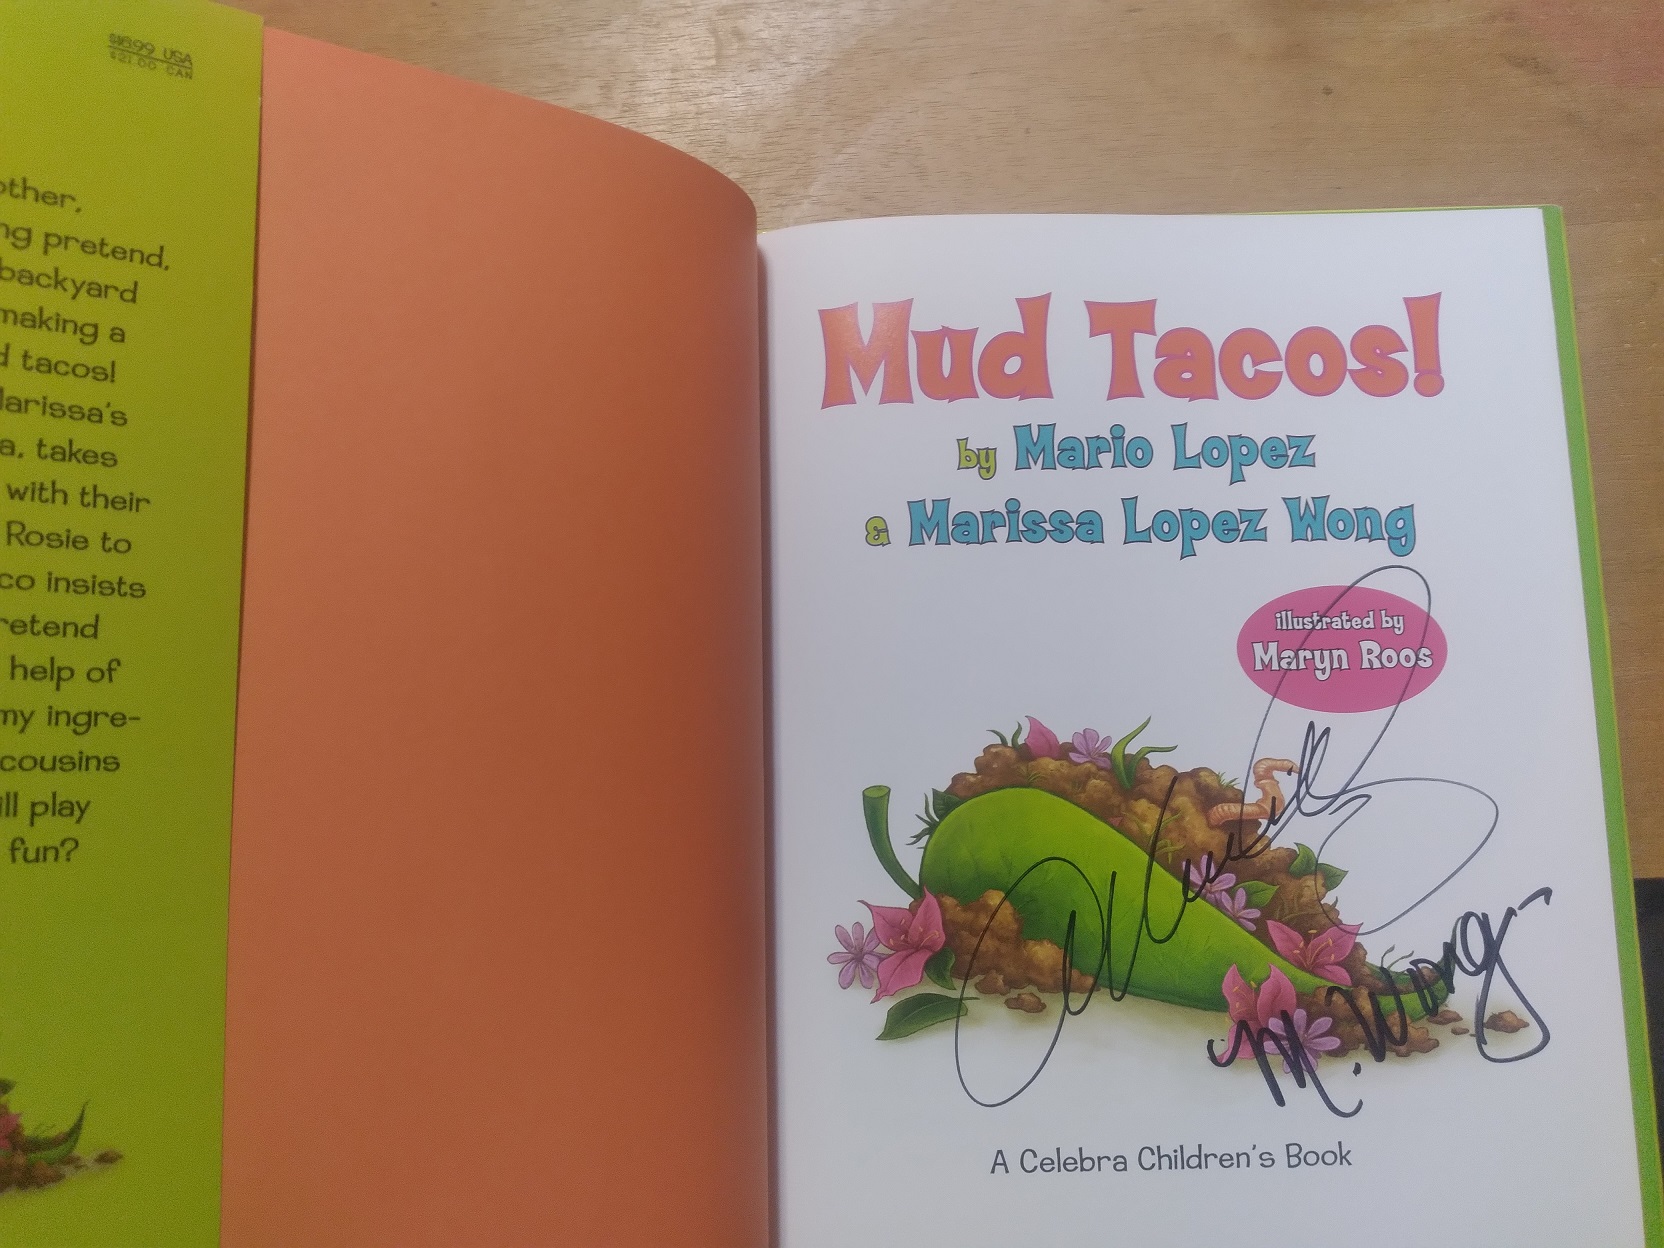 $16.99 USA
$21.00 CAN
other,
ng pretend,
backyard
making a
d tacos!
Marissa's
a, takes
with their
Rosie to
co insists
retend
help of
my ingre-
cousins
ill play
fun?
Mud Tacos!
by Mario Lopez
& Marissa Lopez Wong
illustrated by
Maryn Roos
M. Wong
A Celebra Children's Book